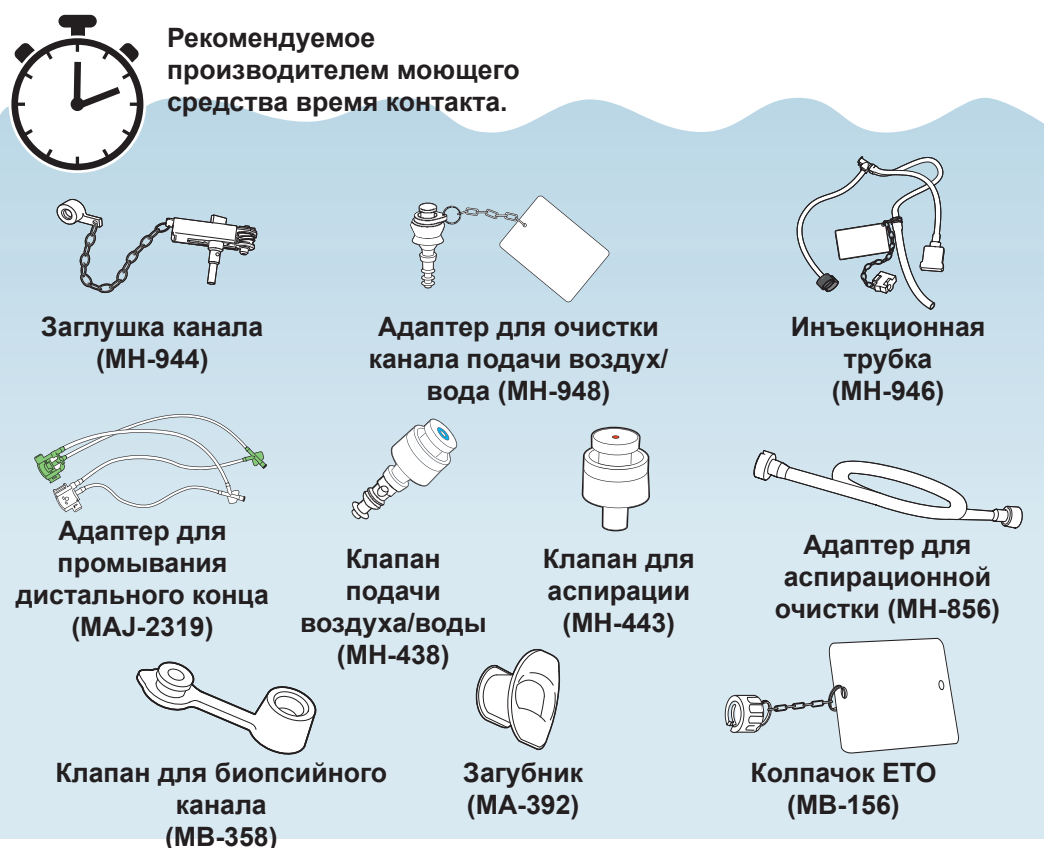 Рекомендуемое
производителем моющего
средства время контакта.
Заглушка канала
(MH-944)
Адаптер для очистки
канала подачи воздух/
вода (MH-948)
Инъекционная
трубка
(MH-946)
Адаптер для
промывания
дистального конца
(MAJ-2319)
Клапан
подачи
воздуха/воды
(MH-438)
Клапан для
аспирации
(MH-443)
Адаптер для
аспирационной
очистки (MH-856)
Клапан для биопсийного
канала
(MB-358)
Загубник
(MA-392)
Колпачок ЕТО
(MB-156)